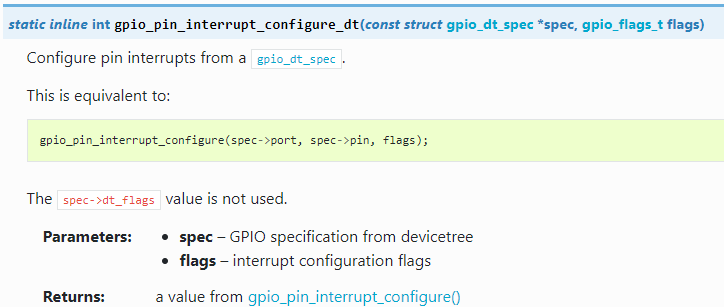 static inline int gpio_pin_interrupt_configure_dt(const struct gpio_dt_spec *spec, gpio_flags_t flags)
Configure pin interrupts from a gpio_dt_spec.
This is equivalent to:
gpio_pin_interrupt_configure(spec->port, spec->pin, flags);
The spec->dt_flags value is not used.
Parameters: • spec – GPIO specification from devicetree
• flags – interrupt configuration flags
Returns: a value from gpio_pin_interrupt_configure()